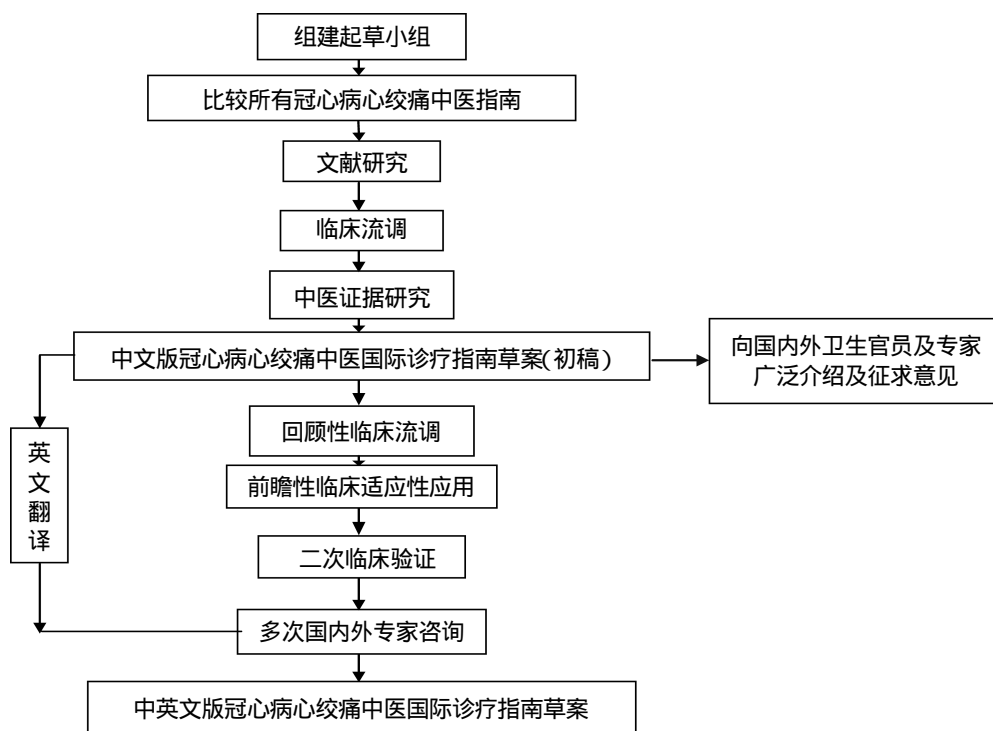 组建起草小组
比较所有冠心病心绞痛中医指南
文献研究
临床流调
中医证据研究
中文版冠心病心绞痛中医国际诊疗指南草案(初稿)
向国内外卫生官员及专家
广泛介绍及征求意见
回顾性临床流调
英
文
翻
译
前瞻性临床适应性应用
二次临床验证
多次国内外专家咨询
中英文版冠心病心绞痛中医国际诊疗指南草案